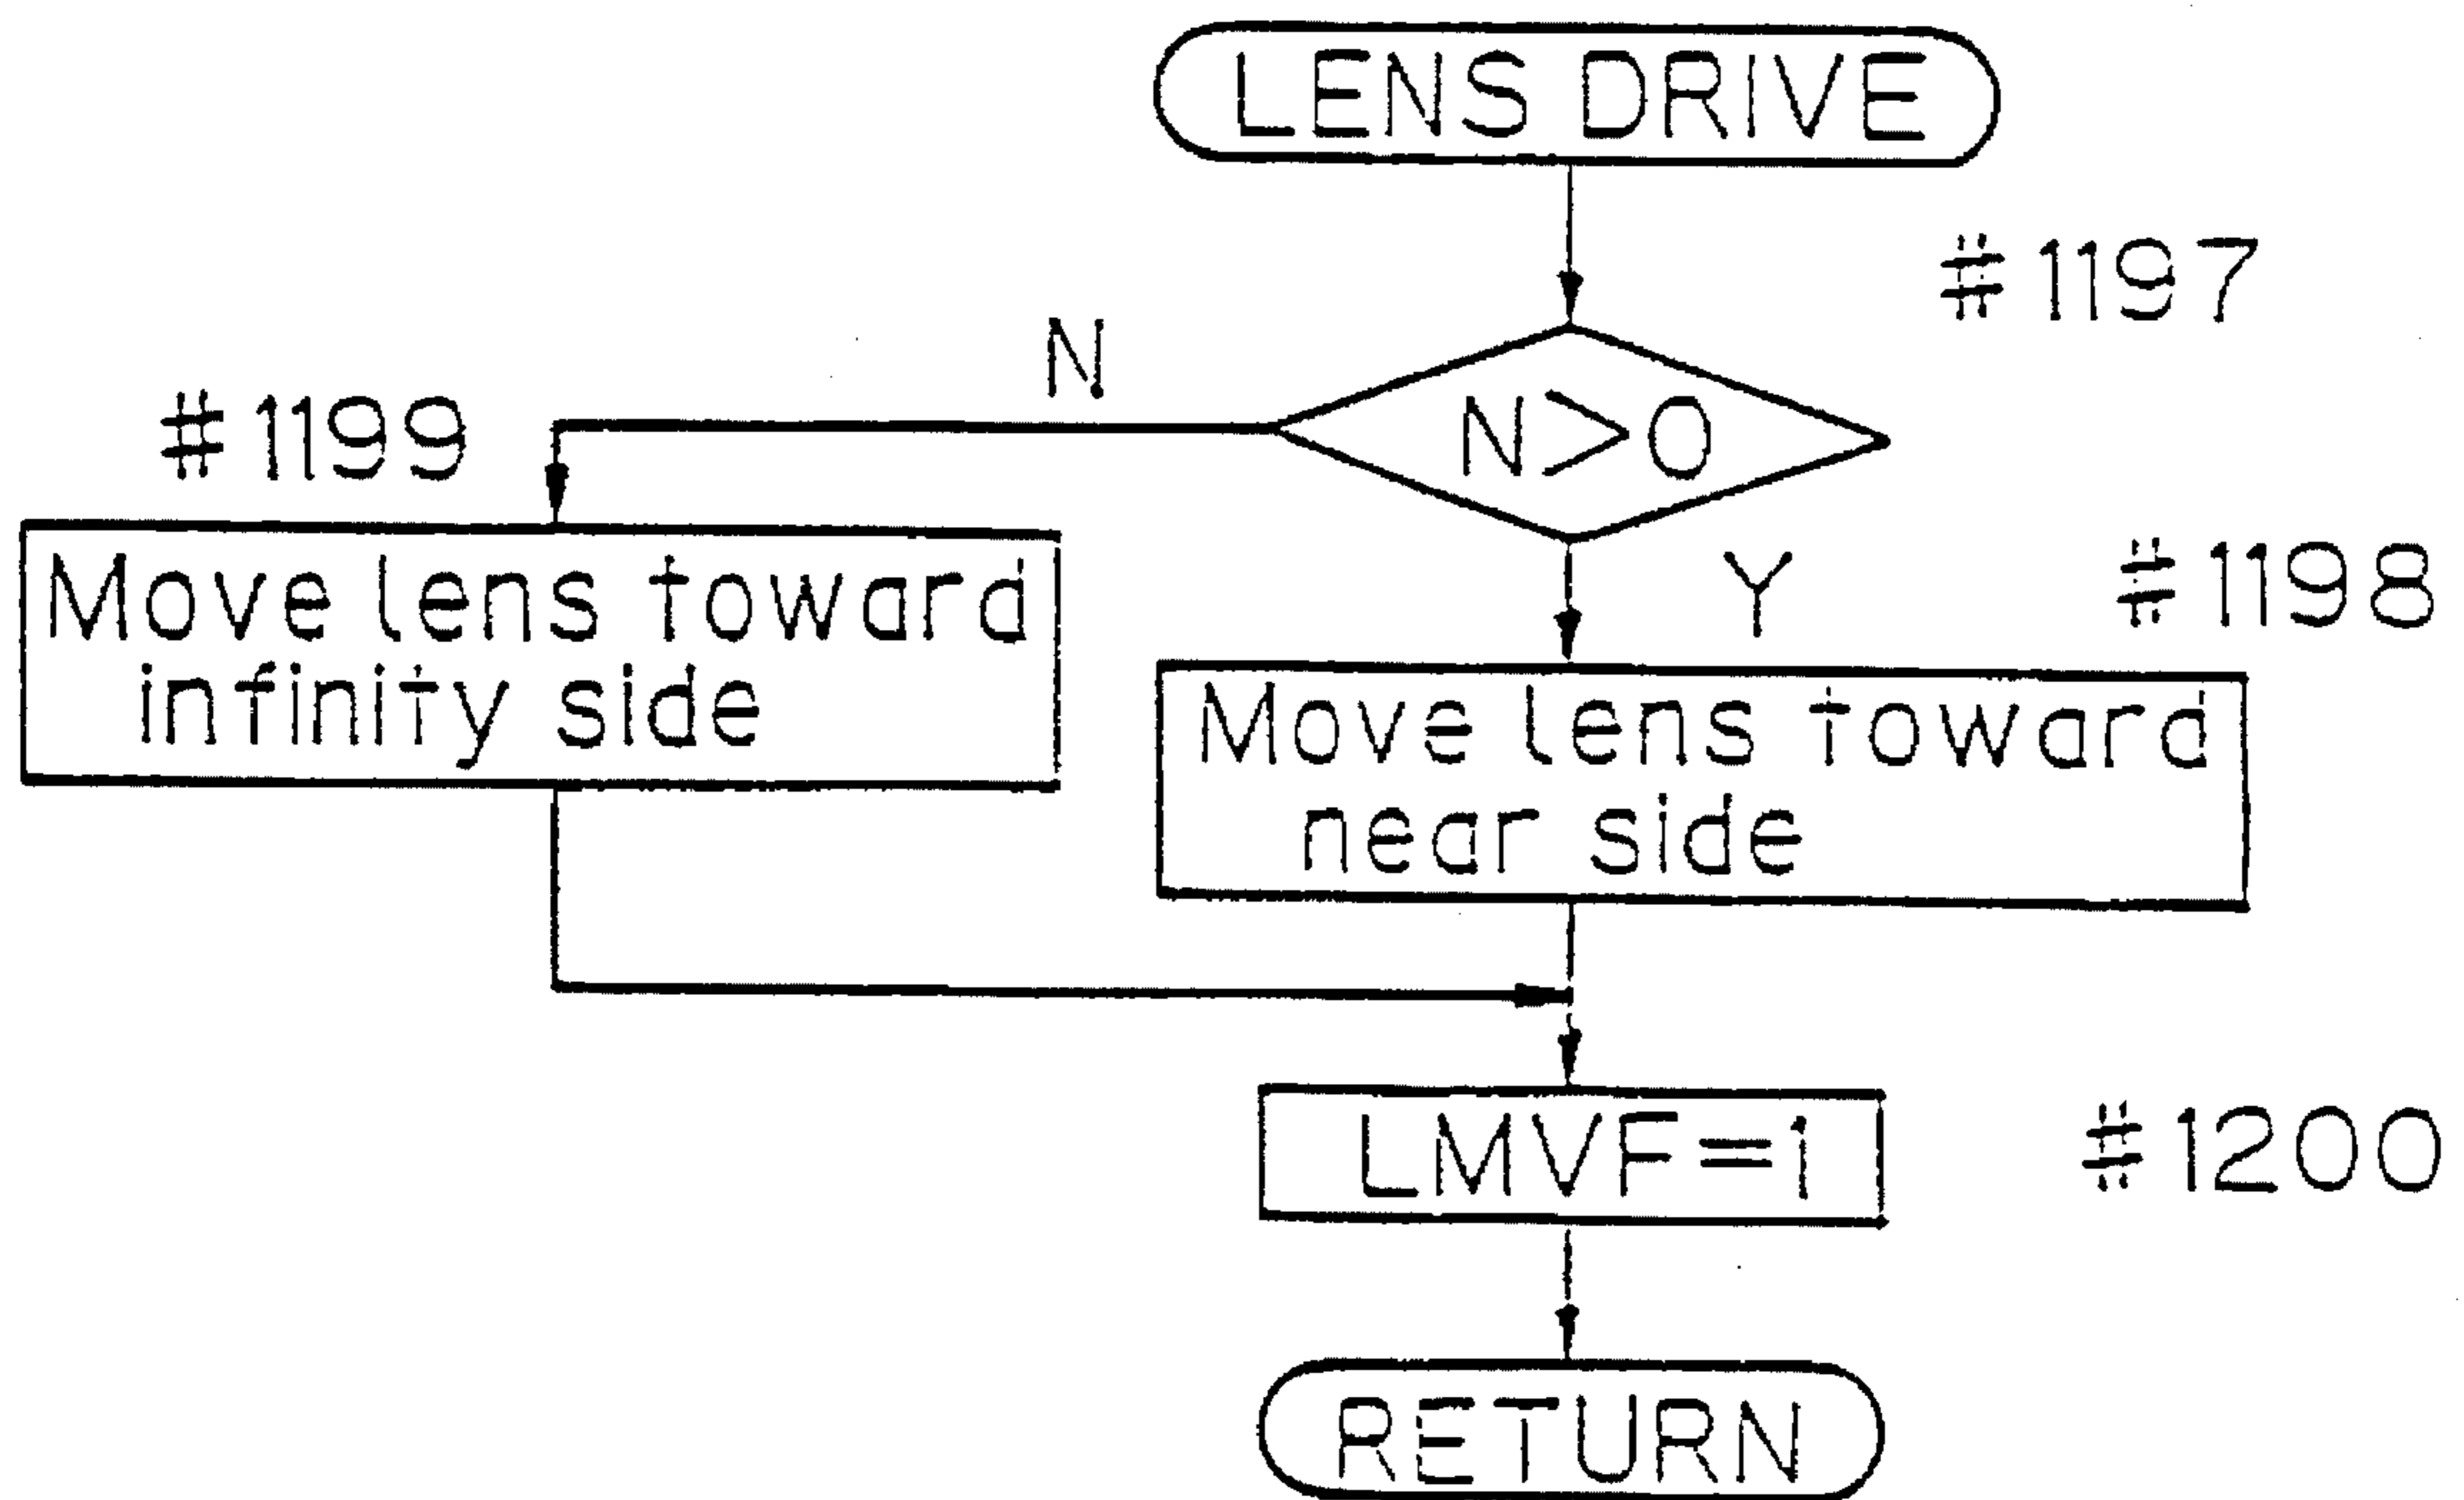 LENS DRIVE
#1197
N
N>0
#1199
Y
#1198
Move lens toward
infinity side
Move lens toward
near side
LMVF=1
#1200
RETURN